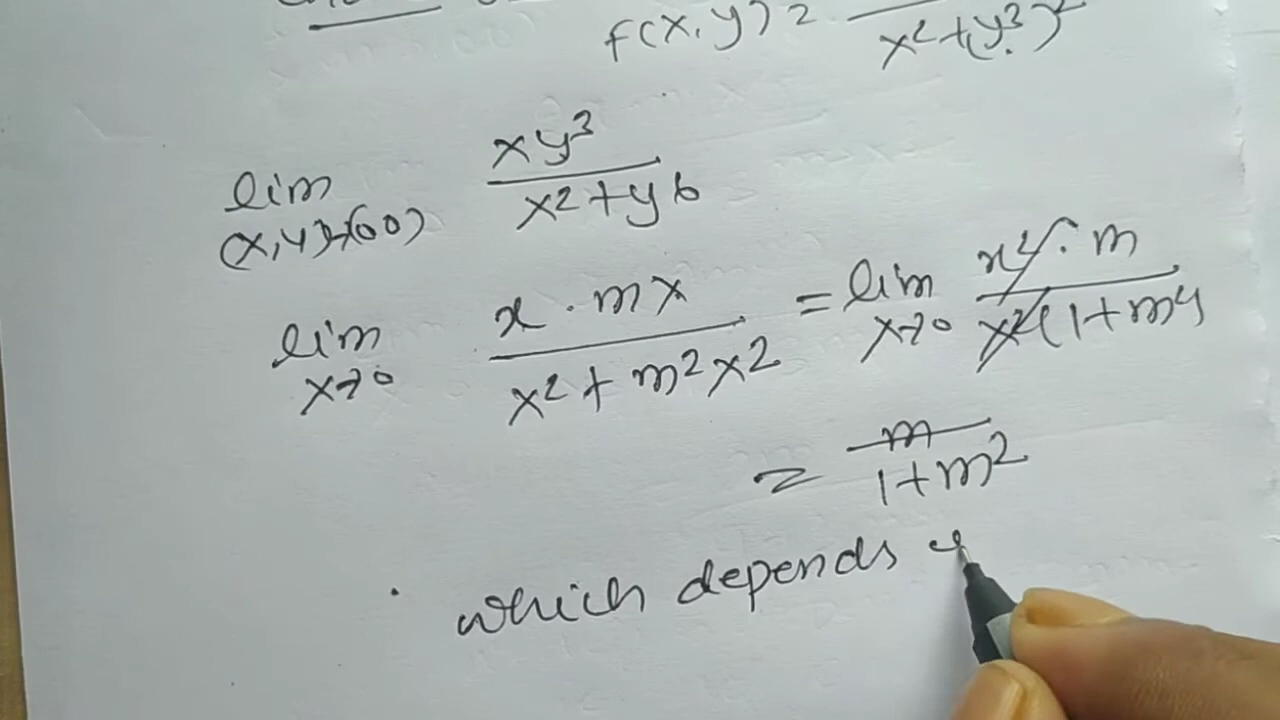 f(x,y) = x²+(y³)²
lim (x,y)→(0 0) xy³ / x²+y6
lim x→0 x · mx / x²+m²x2 = lim x→0 x² · m / x²(1+m²)
= m / 1+m²
which depends